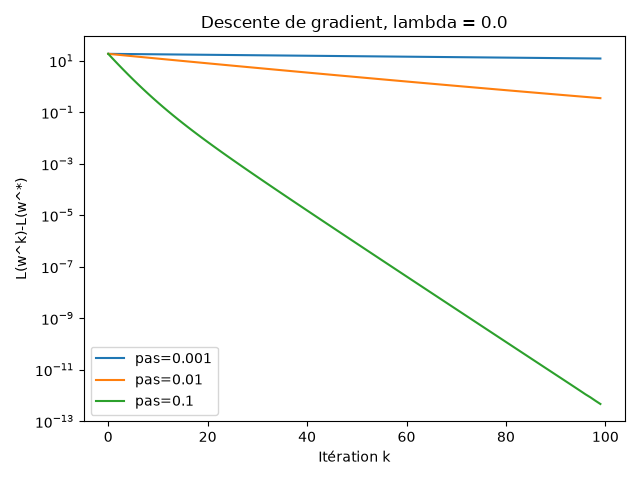 Descente de gradient, lambda = 0.0
L(w^k)-L(w^*)
10^1
10^-1
10^-3
10^-5
10^-7
10^-9
10^-11
10^-13
pas=0.001
pas=0.01
pas=0.1
0 20 40 60 80 100
Itération k